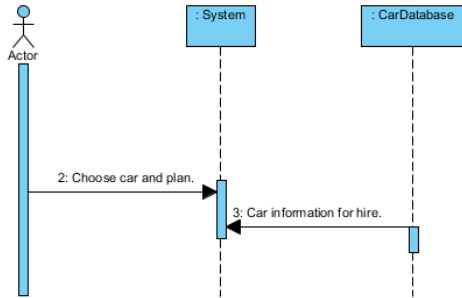 : System
: CarDatabase
Actor
2: Choose car and plan.
3: Car information for hire.